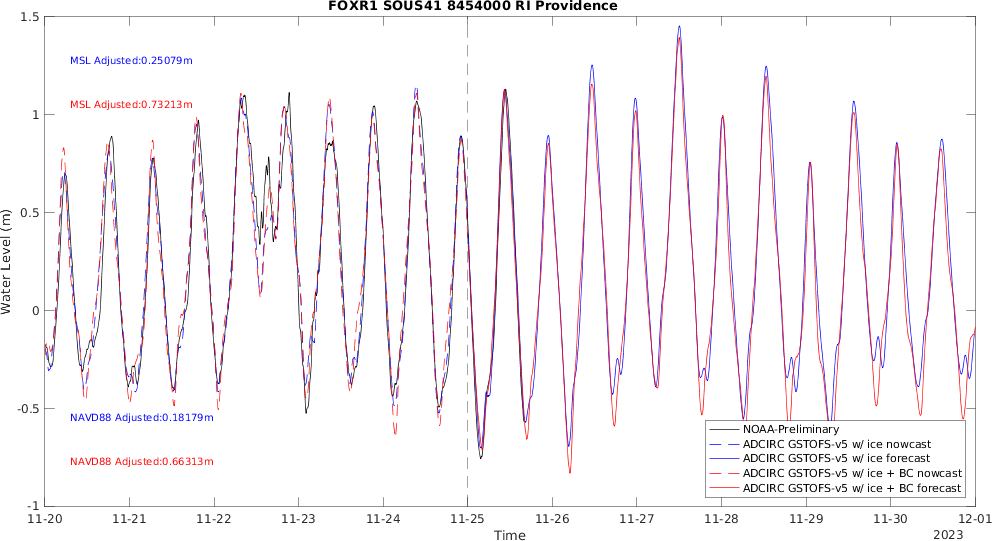 FOXR1 SOUS41 8454000 RI Providence
1.5
1
0.5
0
-0.5
-1
Water Level (m)
MSL Adjusted:0.25079m
MSL Adjusted:0.73213m
NAVD88 Adjusted:0.18179m
NAVD88 Adjusted:0.66313m
NOAA-Preliminary
ADCIRC GSTOFS-v5 w/ ice nowcast
ADCIRC GSTOFS-v5 w/ ice forecast
ADCIRC GSTOFS-v5 w/ ice + BC nowcast
ADCIRC GSTOFS-v5 w/ ice + BC forecast
11-20 11-21 11-22 11-23 11-24 11-25 11-26 11-27 11-28 11-29 11-30 12-01
Time
2023